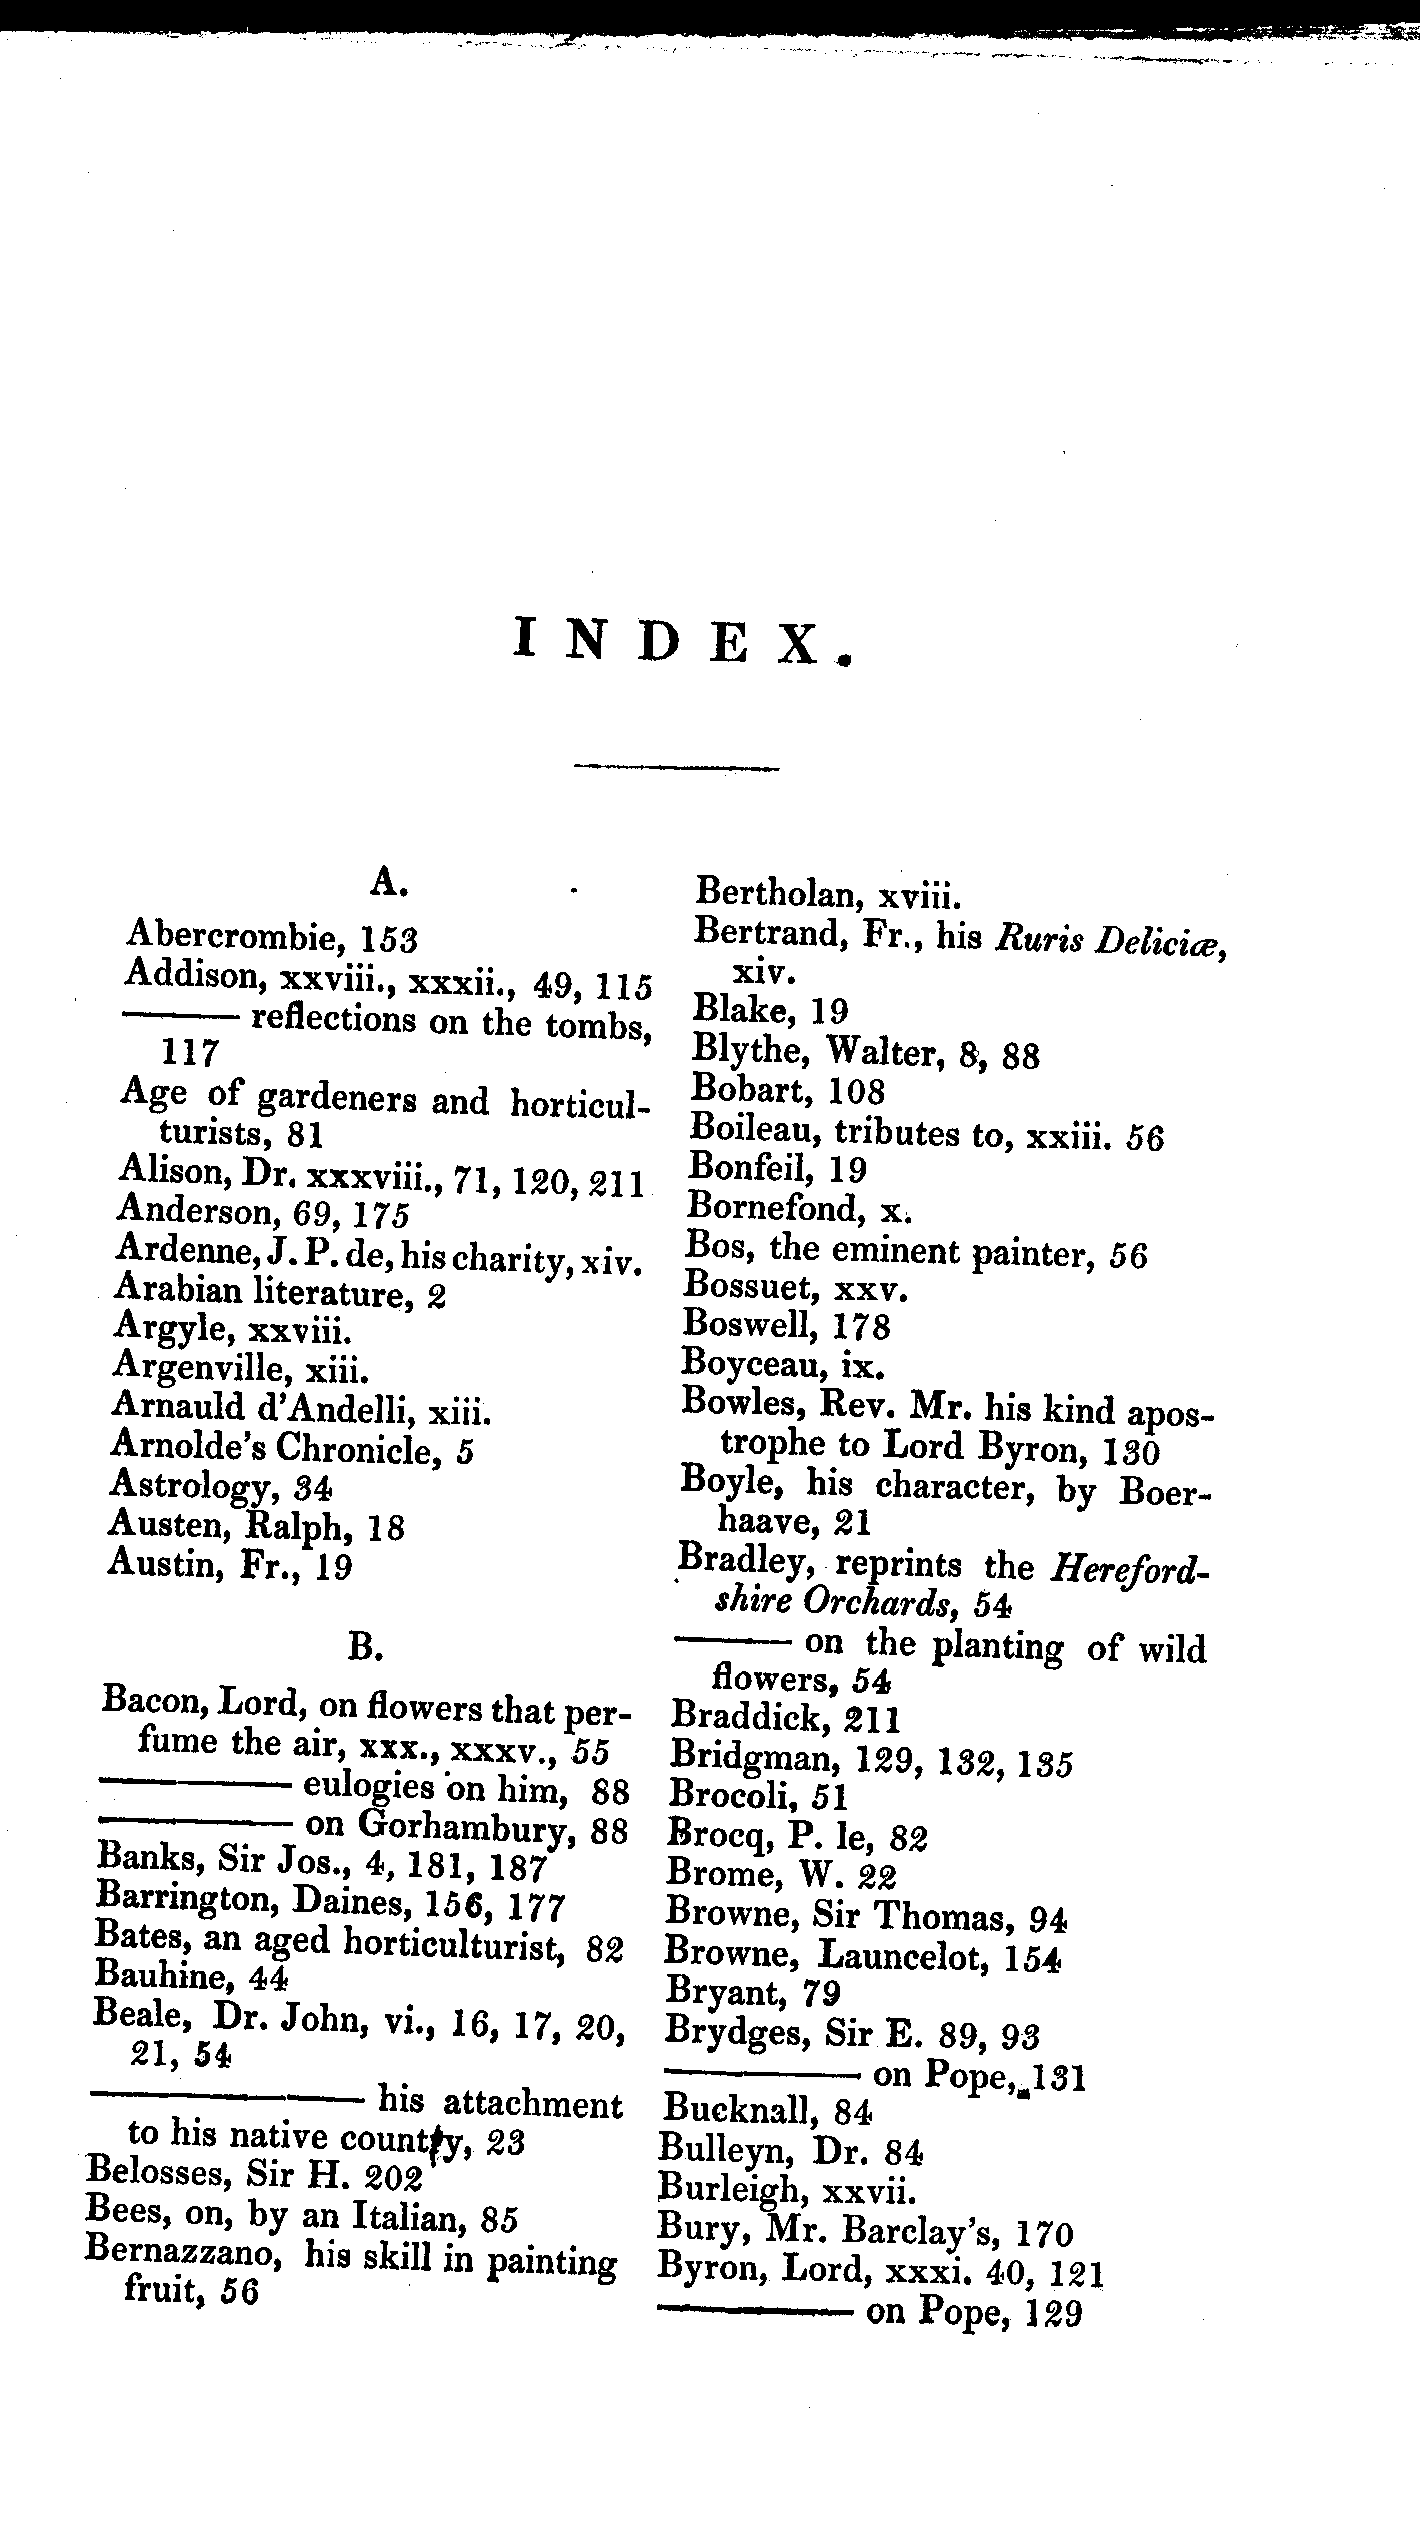 INDEX.
A.
Abercrombie, 153
Addison, xxviii., xxxii., 49, 115
——— reflections on the tombs,
117
Age of gardeners and horticul-
turists, 81
Alison, Dr. xxxviii., 71, 120, 211
Anderson, 69, 175
Ardenne, J. P. de, his charity, xiv.
Arabian literature, 2
Argyle, xxviii.
Argenville, xiii.
Arnauld d'Andelli, xiii.
Arnolde's Chronicle, 5
Astrology, 34
Austen, Ralph, 18
Austin, Fr., 19
B.
Bacon, Lord, on flowers that per-
fume the air, xxx., xxxv., 55
——— eulogies on him, 88
——— on Gorhambury, 88
Banks, Sir Jos., 4, 181, 187
Barrington, Daines, 156, 177
Bates, an aged horticulturist, 82
Bauhine, 44
Beale, Dr. John, vi., 16, 17, 20,
21, 54
——— his attachment
to his native country, 23
Belosses, Sir H. 202
Bees, on, by an Italian, 85
Bernazzano, his skill in painting
fruit, 56
Bertholan, xviii.
Bertrand, Fr., his Ruris Deliciæ,
xiv.
Blake, 19
Blythe, Walter, 8, 88
Bobart, 108
Boileau, tributes to, xxiii. 56
Bonfeil, 19
Bornefond, x.
Bos, the eminent painter, 56
Bossuet, xxv.
Boswell, 178
Boyceau, ix.
Bowles, Rev. Mr. his kind apos-
trophe to Lord Byron, 130
Boyle, his character, by Boer-
haave, 21
Bradley, reprints the Hereford-
shire Orchards, 54
——— on the planting of wild
flowers, 54
Braddick, 211
Bridgman, 129, 132, 135
Brocoli, 51
Brocq, P. le, 82
Brome, W. 22
Browne, Sir Thomas, 94
Browne, Launcelot, 154
Bryant, 79
Brydges, Sir E. 89, 93
——— on Pope, 131
Bucknall, 84
Bulleyn, Dr. 84
Burleigh, xxvii.
Bury, Mr. Barclay's, 170
Byron, Lord, xxxi. 40, 121
——— on Pope, 129